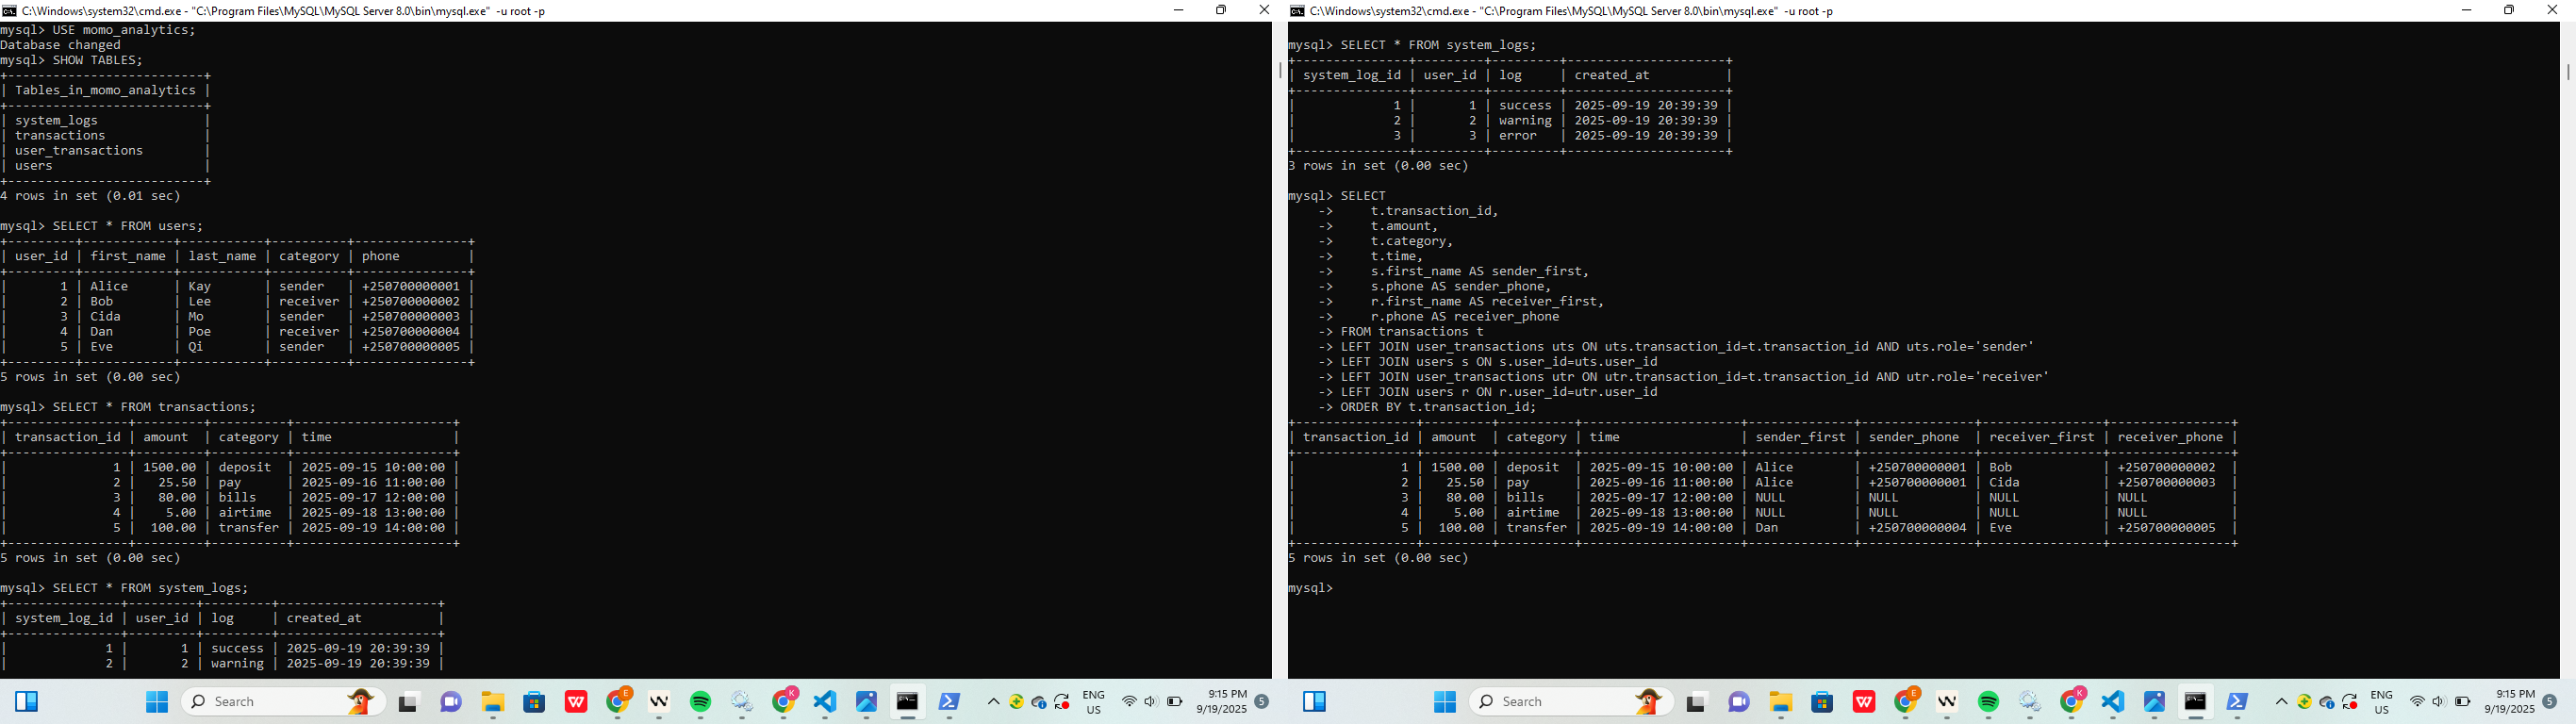 C:\Windows\system32\cmd.exe - "C:\Program Files\MySQL\MySQL Server 8.0\bin\mysql.exe"  -u root -p
mysql> USE momo_analytics;
Database changed
mysql> SHOW TABLES;
+--------------------------+
| Tables_in_momo_analytics |
+--------------------------+
| system_logs              |
| transactions             |
| user_transactions        |
| users                    |
+--------------------------+
4 rows in set (0.01 sec)
mysql> SELECT * FROM users;
+---------+------------+-----------+----------+---------------+
| user_id | first_name | last_name | category | phone         |
+---------+------------+-----------+----------+---------------+
|       1 | Alice      | Kay       | sender   | +250700000001 |
|       2 | Bob        | Lee       | receiver | +250700000002 |
|       3 | Cida       | Mo        | sender   | +250700000003 |
|       4 | Dan        | Poe       | receiver | +250700000004 |
|       5 | Eve        | Qi        | sender   | +250700000005 |
+---------+------------+-----------+----------+---------------+
5 rows in set (0.00 sec)
mysql> SELECT * FROM transactions;
+----------------+---------+----------+---------------------+
| transaction_id | amount  | category | time                |
+----------------+---------+----------+---------------------+
|              1 | 1500.00 | deposit  | 2025-09-15 10:00:00 |
|              2 |   25.50 | pay      | 2025-09-16 11:00:00 |
|              3 |   80.00 | bills    | 2025-09-17 12:00:00 |
|              4 |    5.00 | airtime  | 2025-09-18 13:00:00 |
|              5 |  100.00 | transfer | 2025-09-19 14:00:00 |
+----------------+---------+----------+---------------------+
5 rows in set (0.00 sec)
mysql> SELECT * FROM system_logs;
+---------------+---------+---------+---------------------+
| system_log_id | user_id | log     | created_at          |
+---------------+---------+---------+---------------------+
|             1 |       1 | success | 2025-09-19 20:39:39 |
|             2 |       2 | warning | 2025-09-19 20:39:39 |
Search
E
W
K
ENG
US
9:15 PM
9/19/2025
5
C:\Windows\system32\cmd.exe - "C:\Program Files\MySQL\MySQL Server 8.0\bin\mysql.exe"  -u root -p
mysql> SELECT * FROM system_logs;
+---------------+---------+---------+---------------------+
| system_log_id | user_id | log     | created_at          |
+---------------+---------+---------+---------------------+
|             1 |       1 | success | 2025-09-19 20:39:39 |
|             2 |       2 | warning | 2025-09-19 20:39:39 |
|             3 |       3 | error   | 2025-09-19 20:39:39 |
+---------------+---------+---------+---------------------+
3 rows in set (0.00 sec)
mysql> SELECT
    ->     t.transaction_id,
    ->     t.amount,
    ->     t.category,
    ->     t.time,
    ->     s.first_name AS sender_first,
    ->     s.phone AS sender_phone,
    ->     r.first_name AS receiver_first,
    ->     r.phone AS receiver_phone
    -> FROM transactions t
    -> LEFT JOIN user_transactions uts ON uts.transaction_id=t.transaction_id AND uts.role='sender'
    -> LEFT JOIN users s ON s.user_id=uts.user_id
    -> LEFT JOIN user_transactions utr ON utr.transaction_id=t.transaction_id AND utr.role='receiver'
    -> LEFT JOIN users r ON r.user_id=utr.user_id
    -> ORDER BY t.transaction_id;
+----------------+---------+----------+---------------------+--------------+---------------+----------------+----------------+
| transaction_id | amount  | category | time                | sender_first | sender_phone  | receiver_first | receiver_phone |
+----------------+---------+----------+---------------------+--------------+---------------+----------------+----------------+
|              1 | 1500.00 | deposit  | 2025-09-15 10:00:00 | Alice        | +250700000001 | Bob            | +250700000002  |
|              2 |   25.50 | pay      | 2025-09-16 11:00:00 | Alice        | +250700000001 | Cida           | +250700000003  |
|              3 |   80.00 | bills    | 2025-09-17 12:00:00 | NULL         | NULL          | NULL           | NULL           |
|              4 |    5.00 | airtime  | 2025-09-18 13:00:00 | NULL         | NULL          | NULL           | NULL           |
|              5 |  100.00 | transfer | 2025-09-19 14:00:00 | Dan          | +250700000004 | Eve            | +250700000005  |
+----------------+---------+----------+---------------------+--------------+---------------+----------------+----------------+
5 rows in set (0.00 sec)
mysql>
Search
E
W
K
ENG
US
9:15 PM
9/19/2025
5